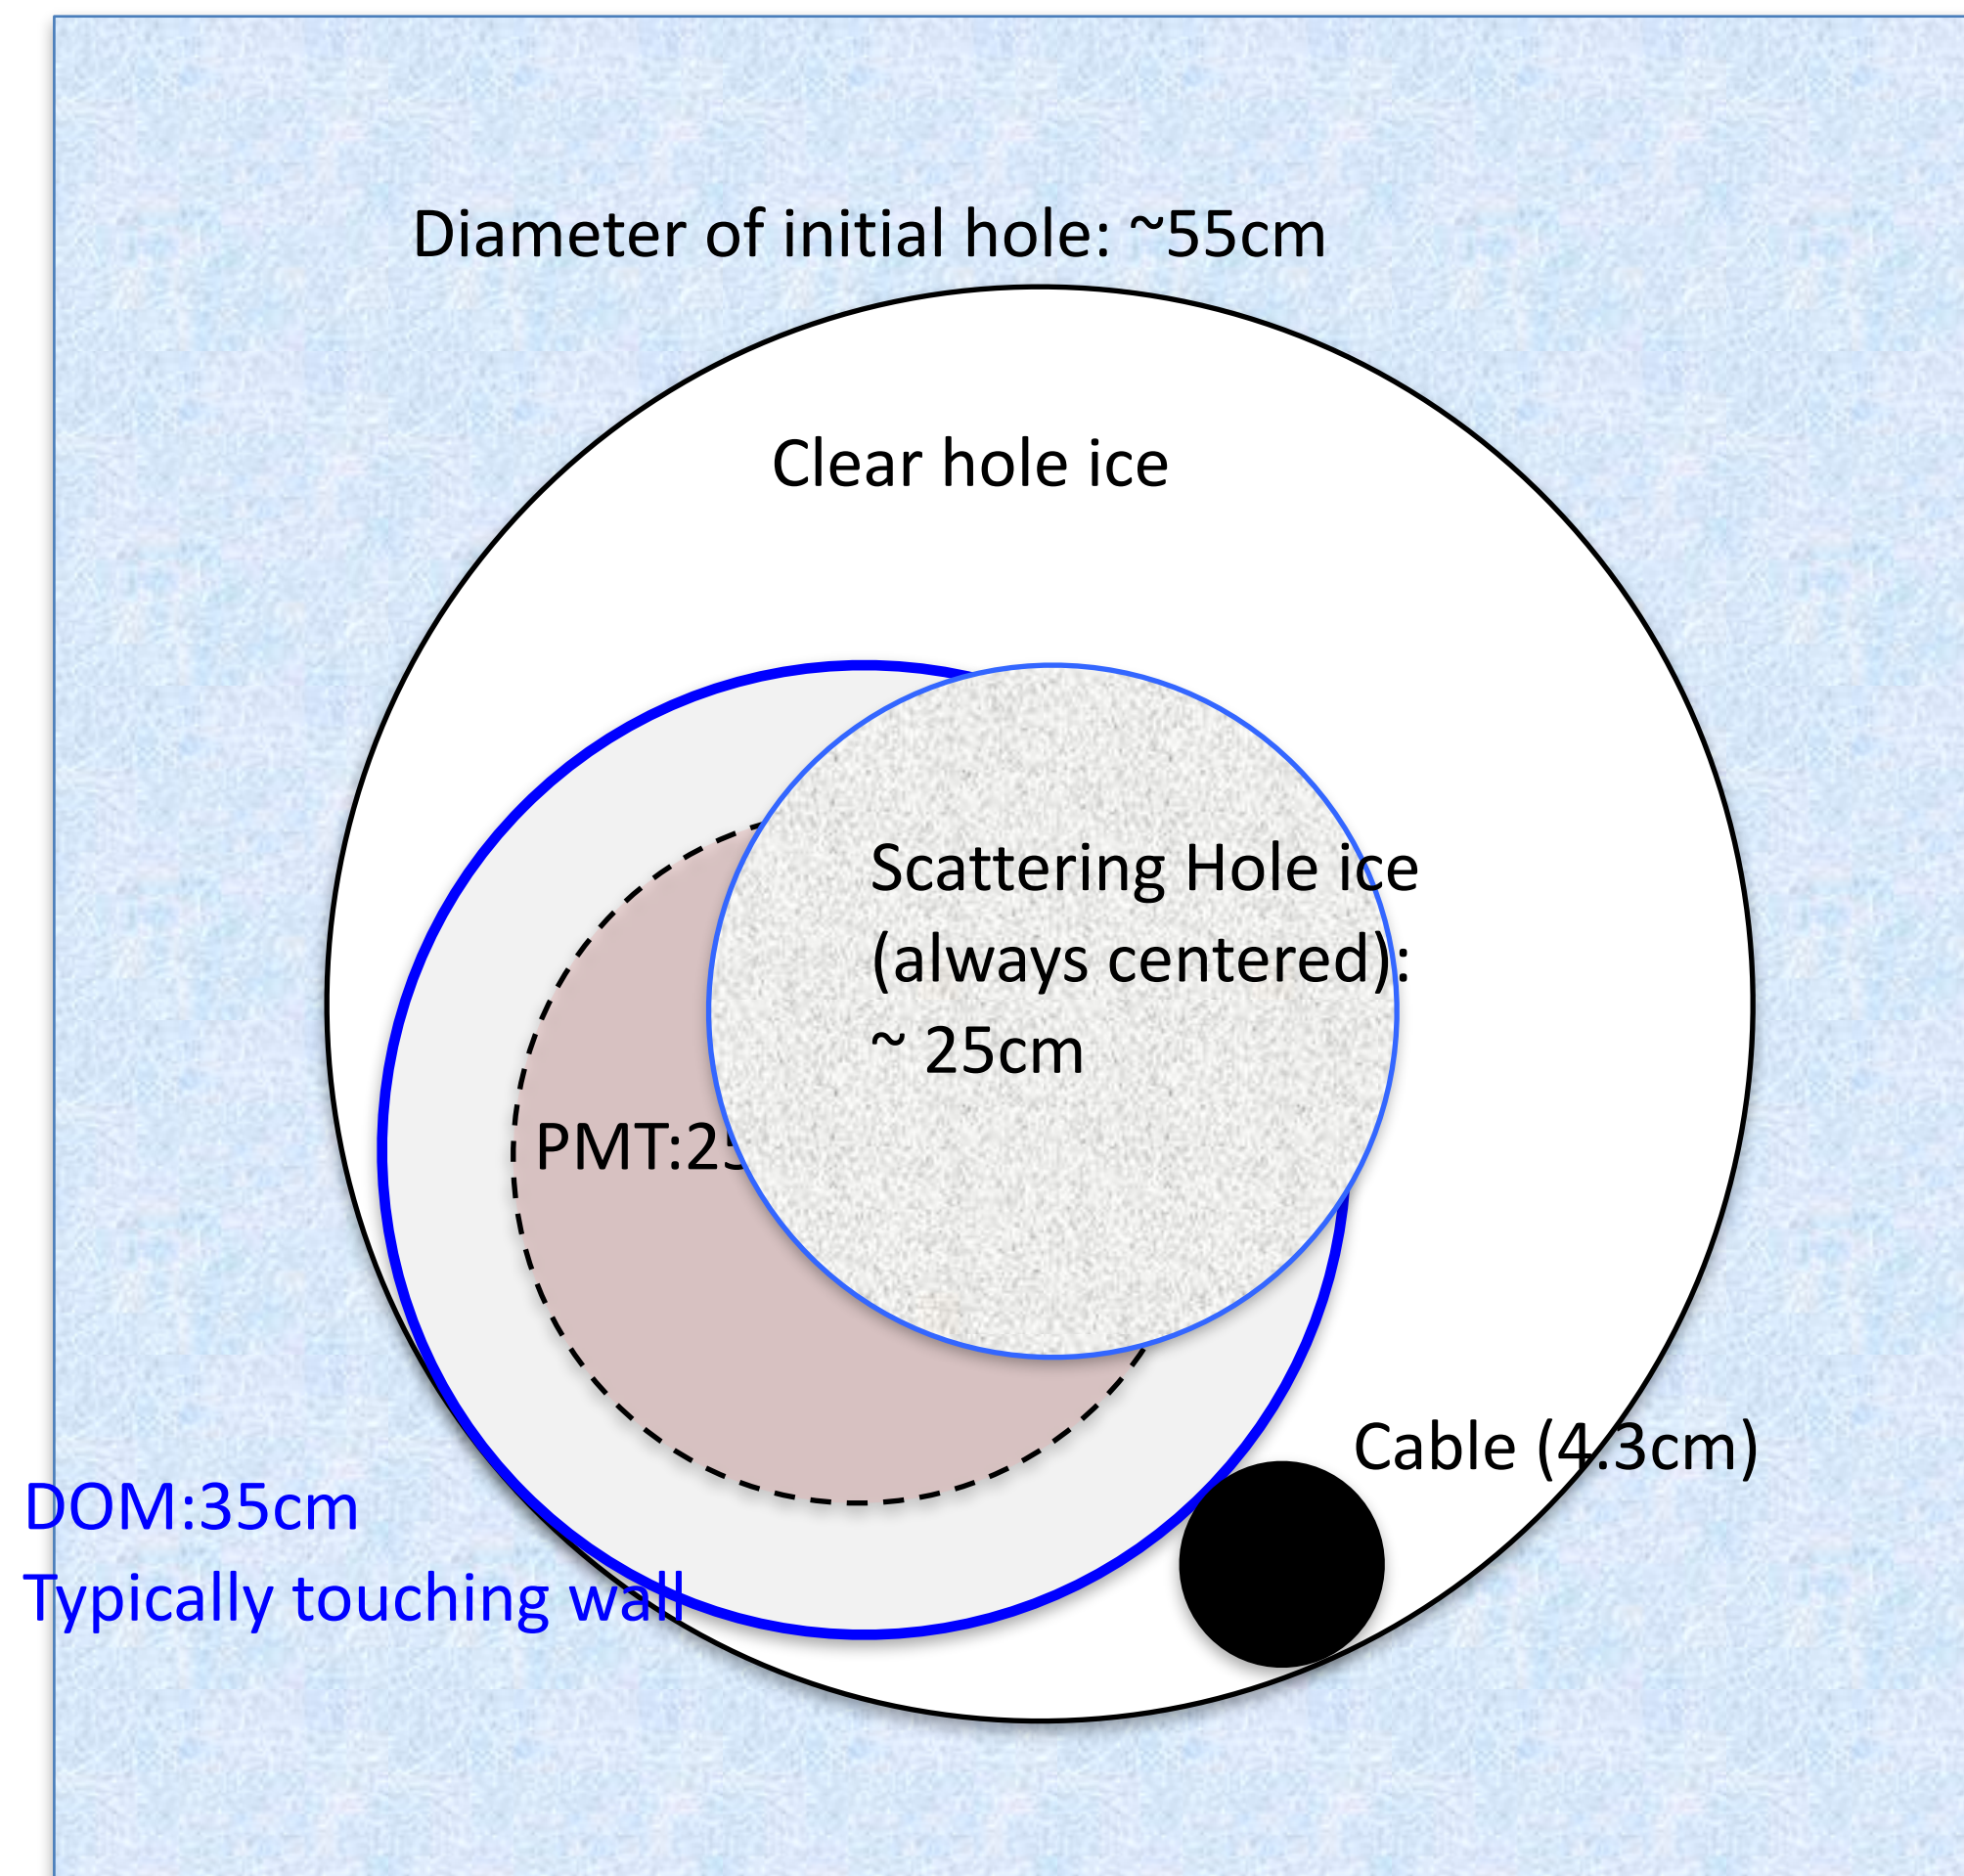 Diameter of initial hole: ~55cm
Clear hole ice
Scattering Hole ice
(always centered):
~ 25cm
PMT:25
Cable (4.3cm)
DOM:35cm
Typically touching wall